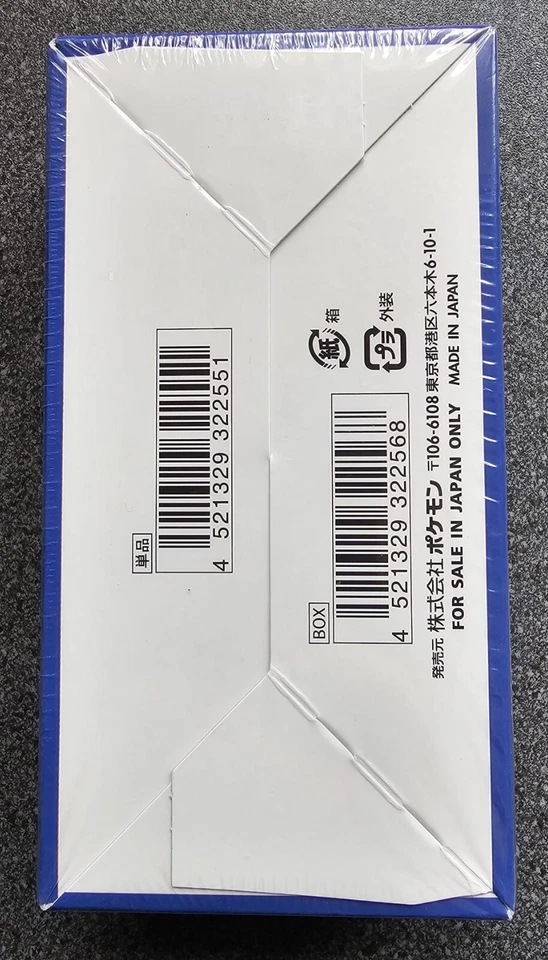 単品
4 521329 322551
BOX
4 521329 322568
紙 箱
プラ 外装
発売元 株式会社 ポケモン 〒106-6108 東京都港区六本木6-10-1
FOR SALE IN JAPAN ONLY MADE IN JAPAN